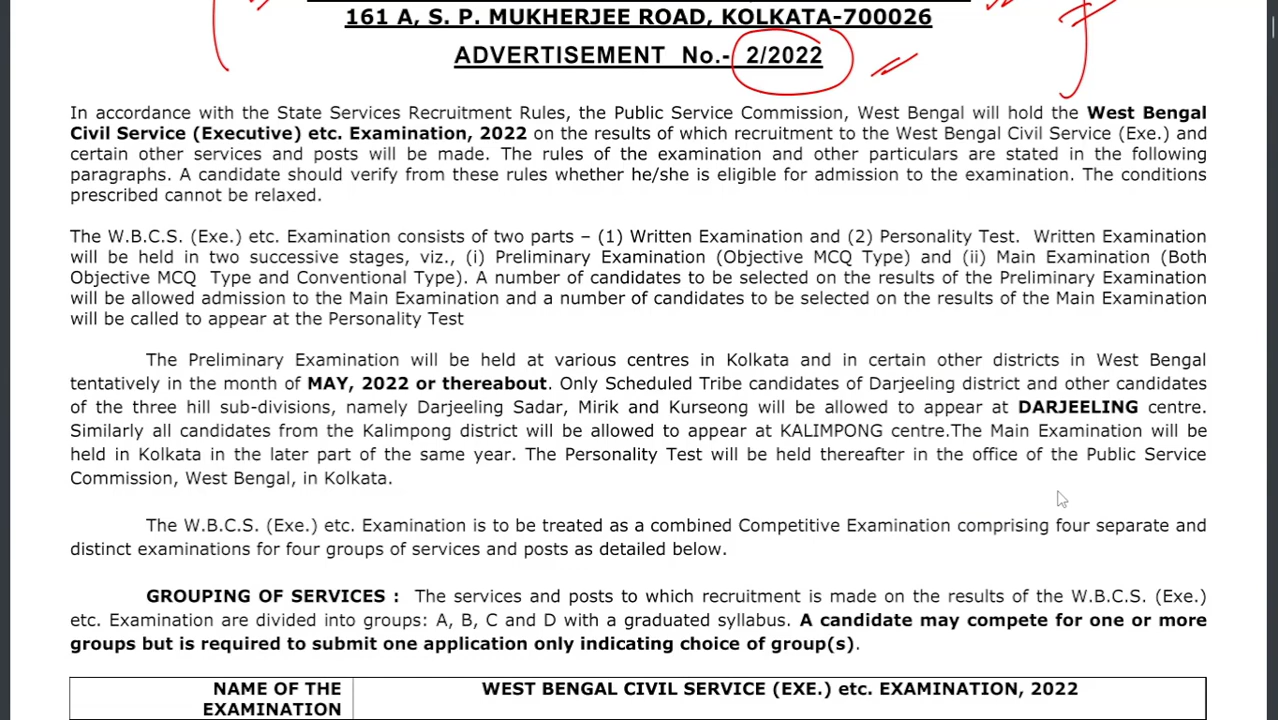 161 A, S. P. MUKHERJEE ROAD, KOLKATA-700026
ADVERTISEMENT No.- 2/2022
In accordance with the State Services Recruitment Rules, the Public Service Commission, West Bengal will hold the West Bengal
Civil Service (Executive) etc. Examination, 2022 on the results of which recruitment to the West Bengal Civil Service (Exe.) and
certain other services and posts will be made. The rules of the examination and other particulars are stated in the following
paragraphs. A candidate should verify from these rules whether he/she is eligible for admission to the examination. The conditions
prescribed cannot be relaxed.
The W.B.C.S. (Exe.) etc. Examination consists of two parts – (1) Written Examination and (2) Personality Test. Written Examination
will be held in two successive stages, viz., (i) Preliminary Examination (Objective MCQ Type) and (ii) Main Examination (Both
Objective MCQ Type and Conventional Type). A number of candidates to be selected on the results of the Preliminary Examination
will be allowed admission to the Main Examination and a number of candidates to be selected on the results of the Main Examination
will be called to appear at the Personality Test
The Preliminary Examination will be held at various centres in Kolkata and in certain other districts in West Bengal
tentatively in the month of MAY, 2022 or thereabout. Only Scheduled Tribe candidates of Darjeeling district and other candidates
of the three hill sub-divisions, namely Darjeeling Sadar, Mirik and Kurseong will be allowed to appear at DARJEELING centre.
Similarly all candidates from the Kalimpong district will be allowed to appear at KALIMPONG centre.The Main Examination will be
held in Kolkata in the later part of the same year. The Personality Test will be held thereafter in the office of the Public Service
Commission, West Bengal, in Kolkata.
The W.B.C.S. (Exe.) etc. Examination is to be treated as a combined Competitive Examination comprising four separate and
distinct examinations for four groups of services and posts as detailed below.
GROUPING OF SERVICES : The services and posts to which recruitment is made on the results of the W.B.C.S. (Exe.)
etc. Examination are divided into groups: A, B, C and D with a graduated syllabus. A candidate may compete for one or more
groups but is required to submit one application only indicating choice of group(s).
NAME OF THE
EXAMINATION
WEST BENGAL CIVIL SERVICE (EXE.) etc. EXAMINATION, 2022